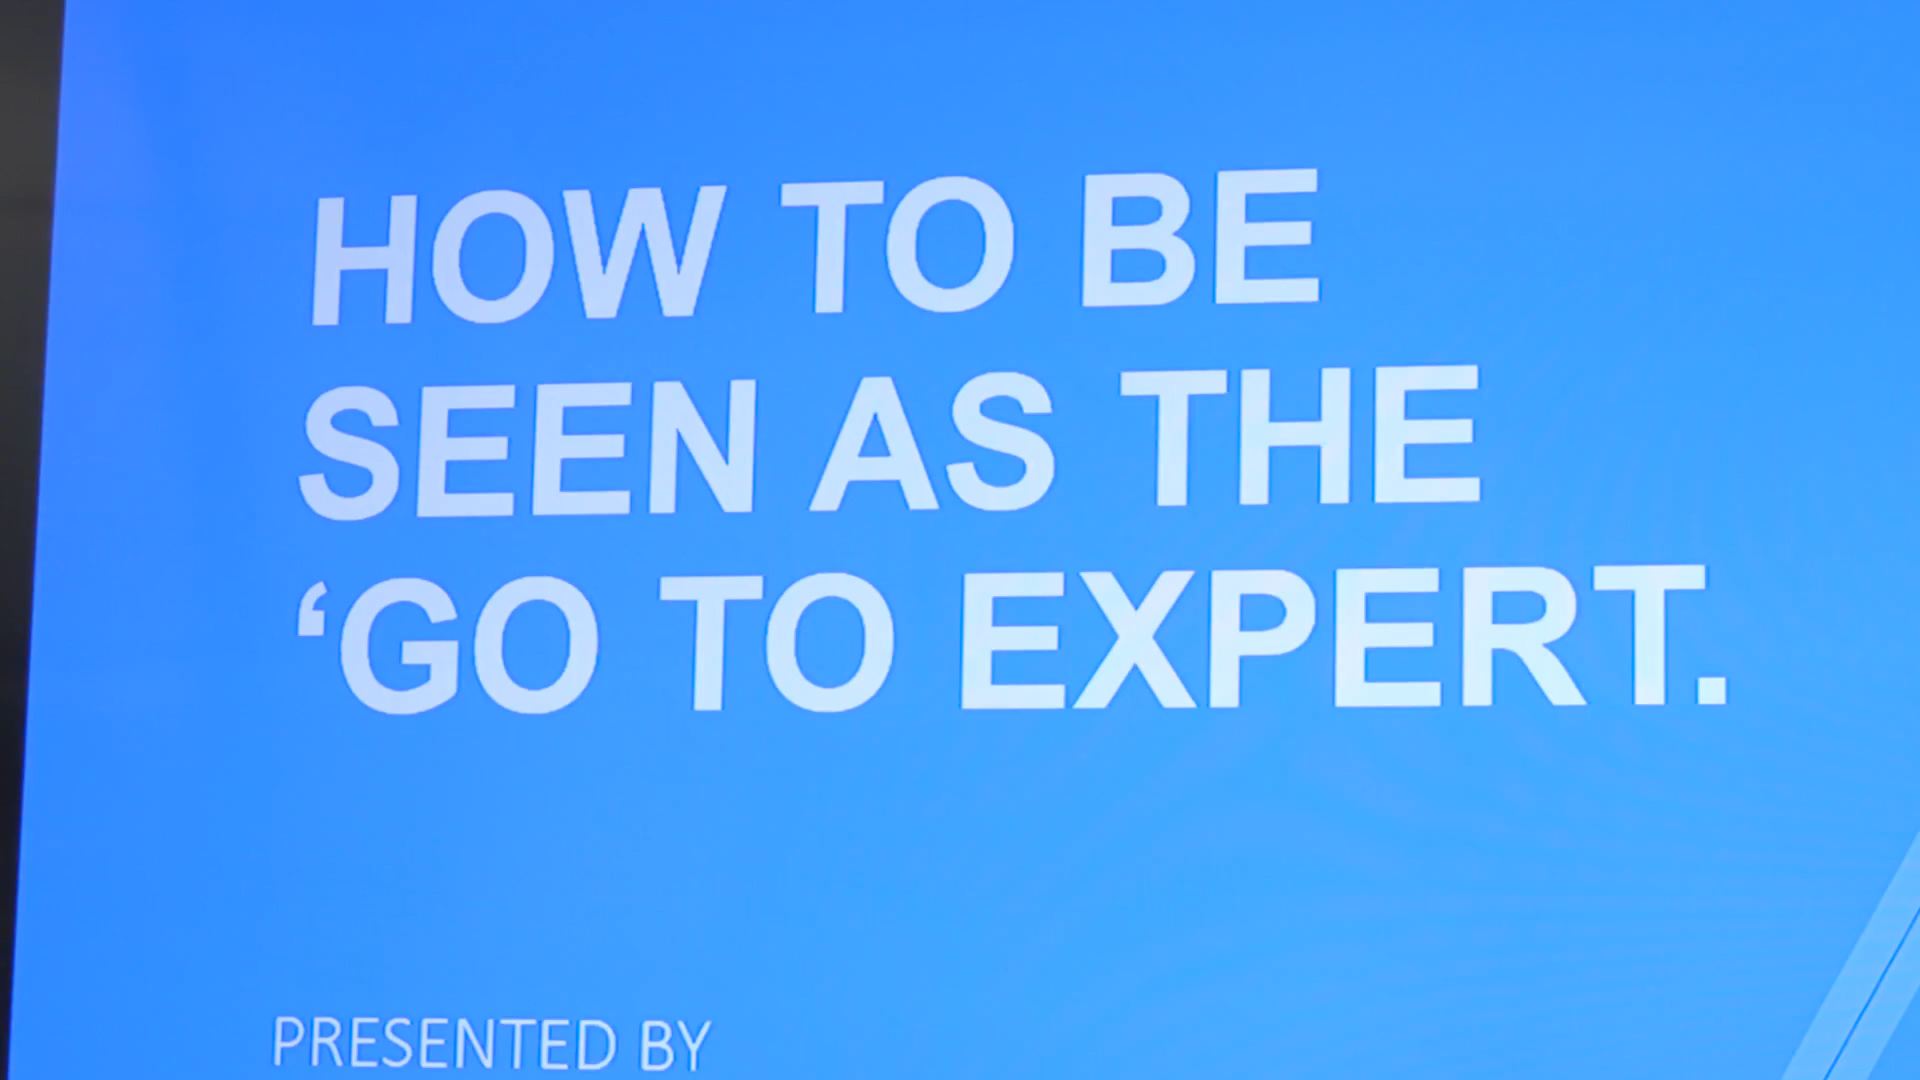 HOW TO BE
SEEN AS THE
‘GO TO EXPERT.
PRESENTED BY